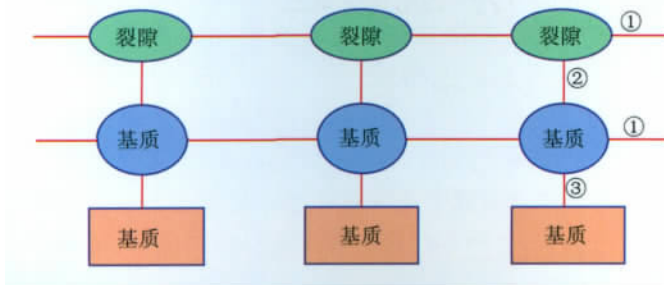 裂隙 裂隙 裂隙 ①
②
基质 基质 基质 ①
③
基质 基质 基质